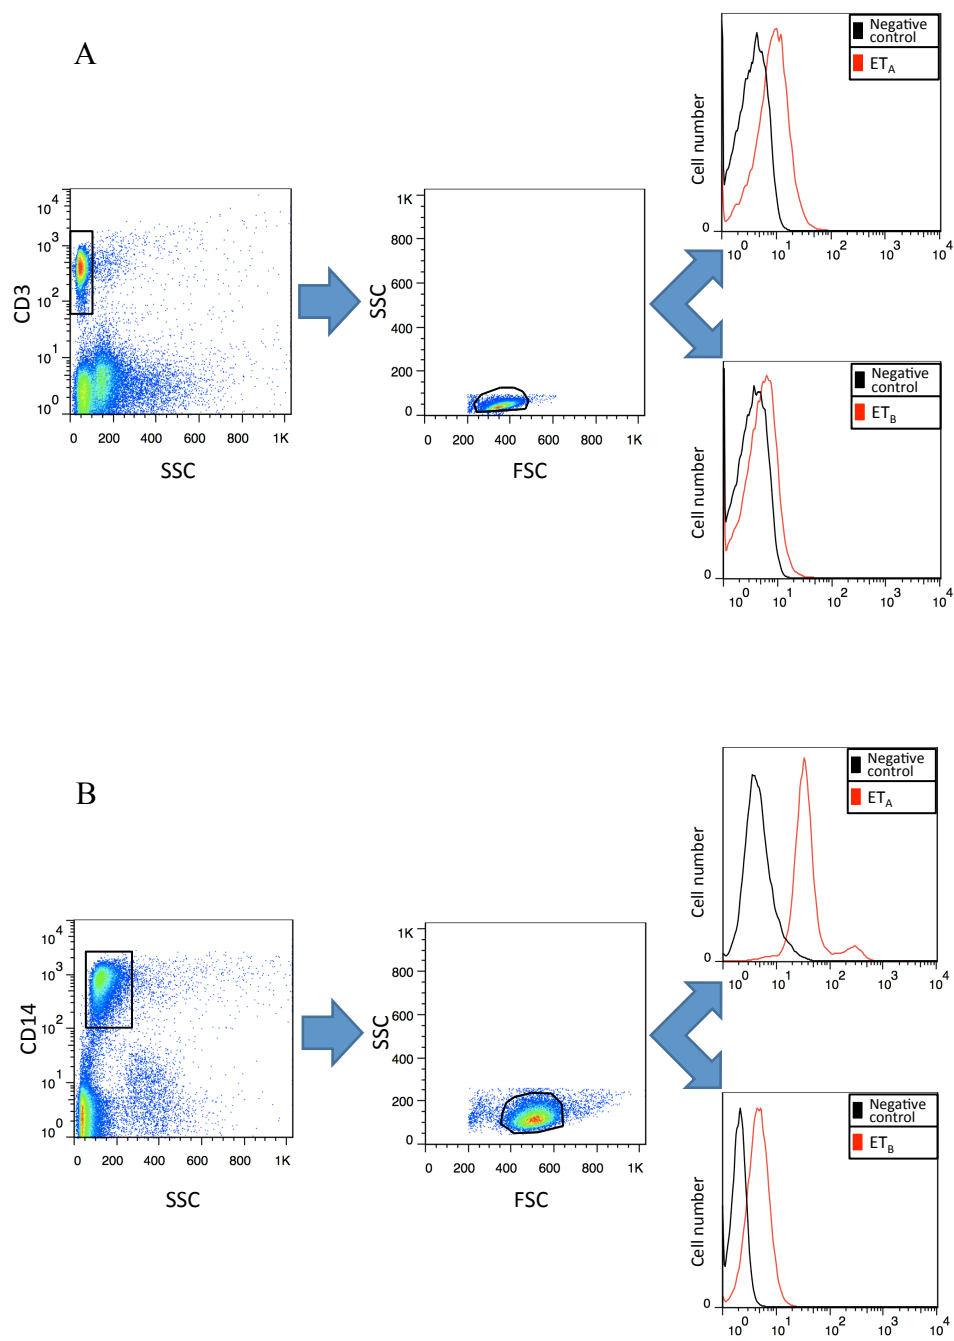 A
Negative
control
ET_A
Cell number
0
10^0 10^1 10^2 10^3 10^4
10^4
10^3
10^2
10^1
10^0
CD3
0 200 400 600 800 1K
SSC
1K
800
600
400
200
0
SSC
0 200 400 600 800 1K
FSC
Negative
control
ET_B
Cell number
0
10^0 10^1 10^2 10^3 10^4
B
Negative
control
ET_A
Cell number
0
10^0 10^1 10^2 10^3 10^4
10^4
10^3
10^2
10^1
10^0
CD14
0 200 400 600 800 1K
SSC
1K
800
600
400
200
0
SSC
0 200 400 600 800 1K
FSC
Negative
control
ET_B
Cell number
0
10^0 10^1 10^2 10^3 10^4